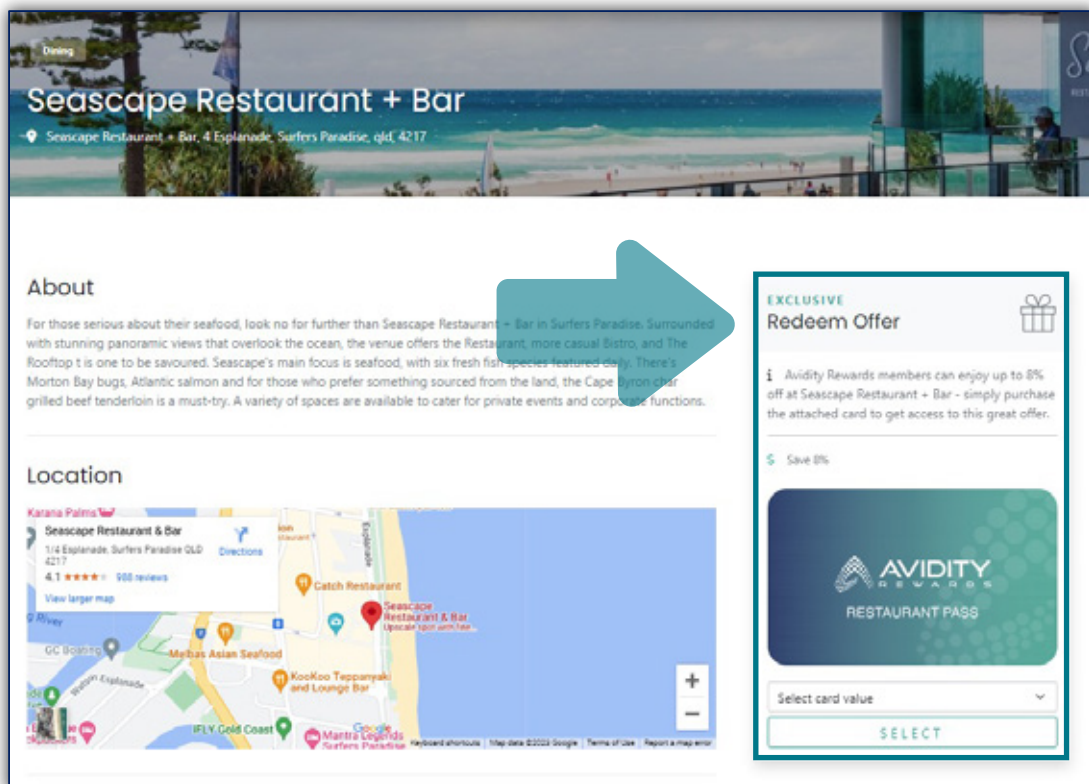 Dining
Seascape Restaurant + Bar
Seascape Restaurant + Bar, 4 Esplanade, Surfers Paradise, qld, 4217
About
For those serious about their seafood, look no for further than Seascape Restaurant + Bar in Surfers Paradise. Surrounded
with stunning panoramic views that overlook the ocean, the venue offers the Restaurant, more casual Bistro, and The
Rooftop t is one to be savoured. Seascape's main focus is seafood, with six fresh fish species featured daily. There's
Morton Bay bugs, Atlantic salmon and for those who prefer something sourced from the land, the Cape Byron char
grilled beef tenderloin is a must-try. A variety of spaces are available to cater for private events and corporate functions.
EXCLUSIVE
Redeem Offer
i Avidity Rewards members can enjoy up to 8%
off at Seascape Restaurant + Bar - simply purchase
the attached card to get access to this great offer.
$ Save 8%
AVIDITY
REWARDS
RESTAURANT PASS
Select card value
SELECT
Location
Karana Palms
Seascape Restaurant & Bar
Directions
1/4 Esplanade, Surfers Paradise QLD
4217
4.1 988 reviews
View larger map
Esplanade
Catch Restaurant
Seascape
Restaurant & Bar
Upscale spot with fine...
GC Boating
Melbas Asian Seafood
KooKoo Teppanyaki
and Lounge Bar
Esplanade
iFLY Gold Coast
Mantra Legends
Surfers Paradise
Google
Keyboard shortcuts Map data ©2023 Google Terms of Use Report a map error